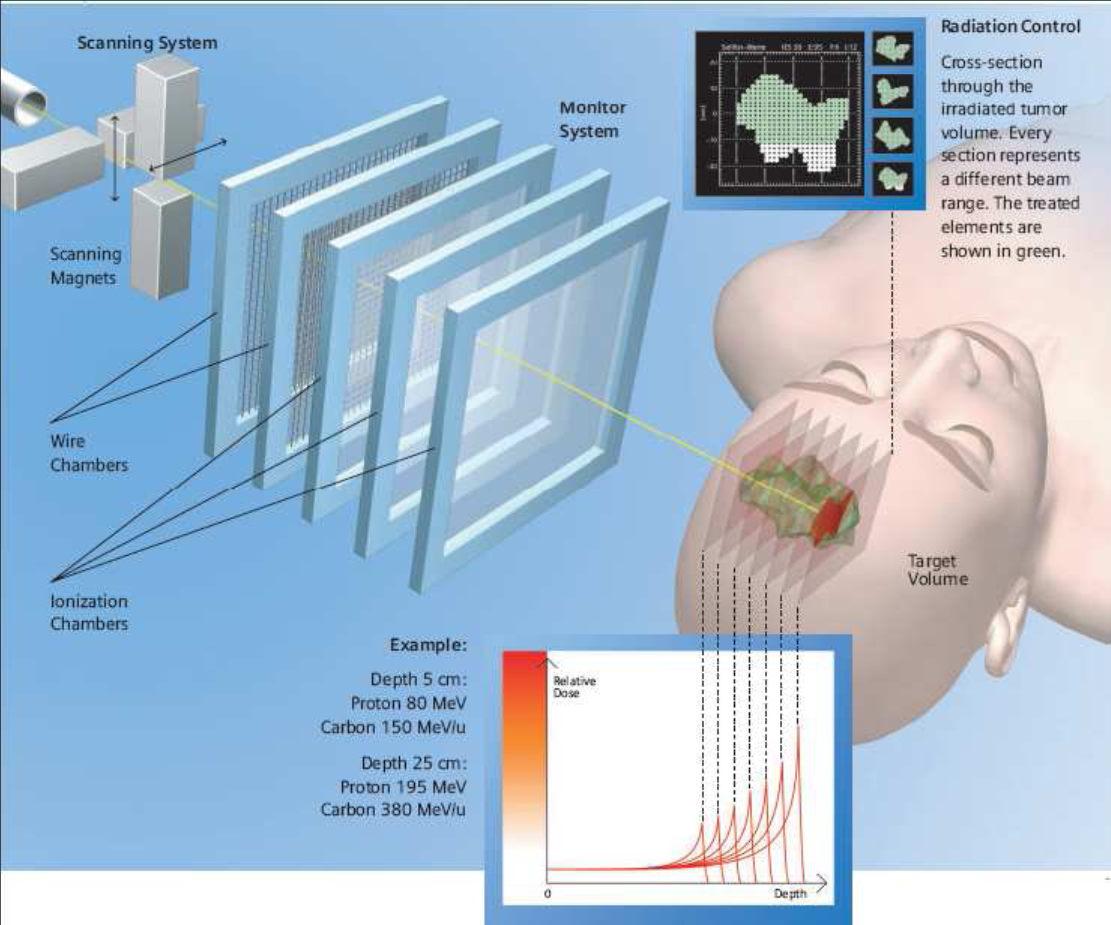 Scanning System
Scanning
Magnets
Monitor
System
Wire
Chambers
Ionization
Chambers
Radiation Control
Cross-section
through the
irradiated tumor
volume. Every
section represents
a different beam
range. The treated
elements are
shown in green.
Target
Volume
Example:
Depth 5 cm:
Proton 80 MeV
Carbon 150 MeV/u
Depth 25 cm:
Proton 195 MeV
Carbon 380 MeV/u
Relative
Dose
0
Depth